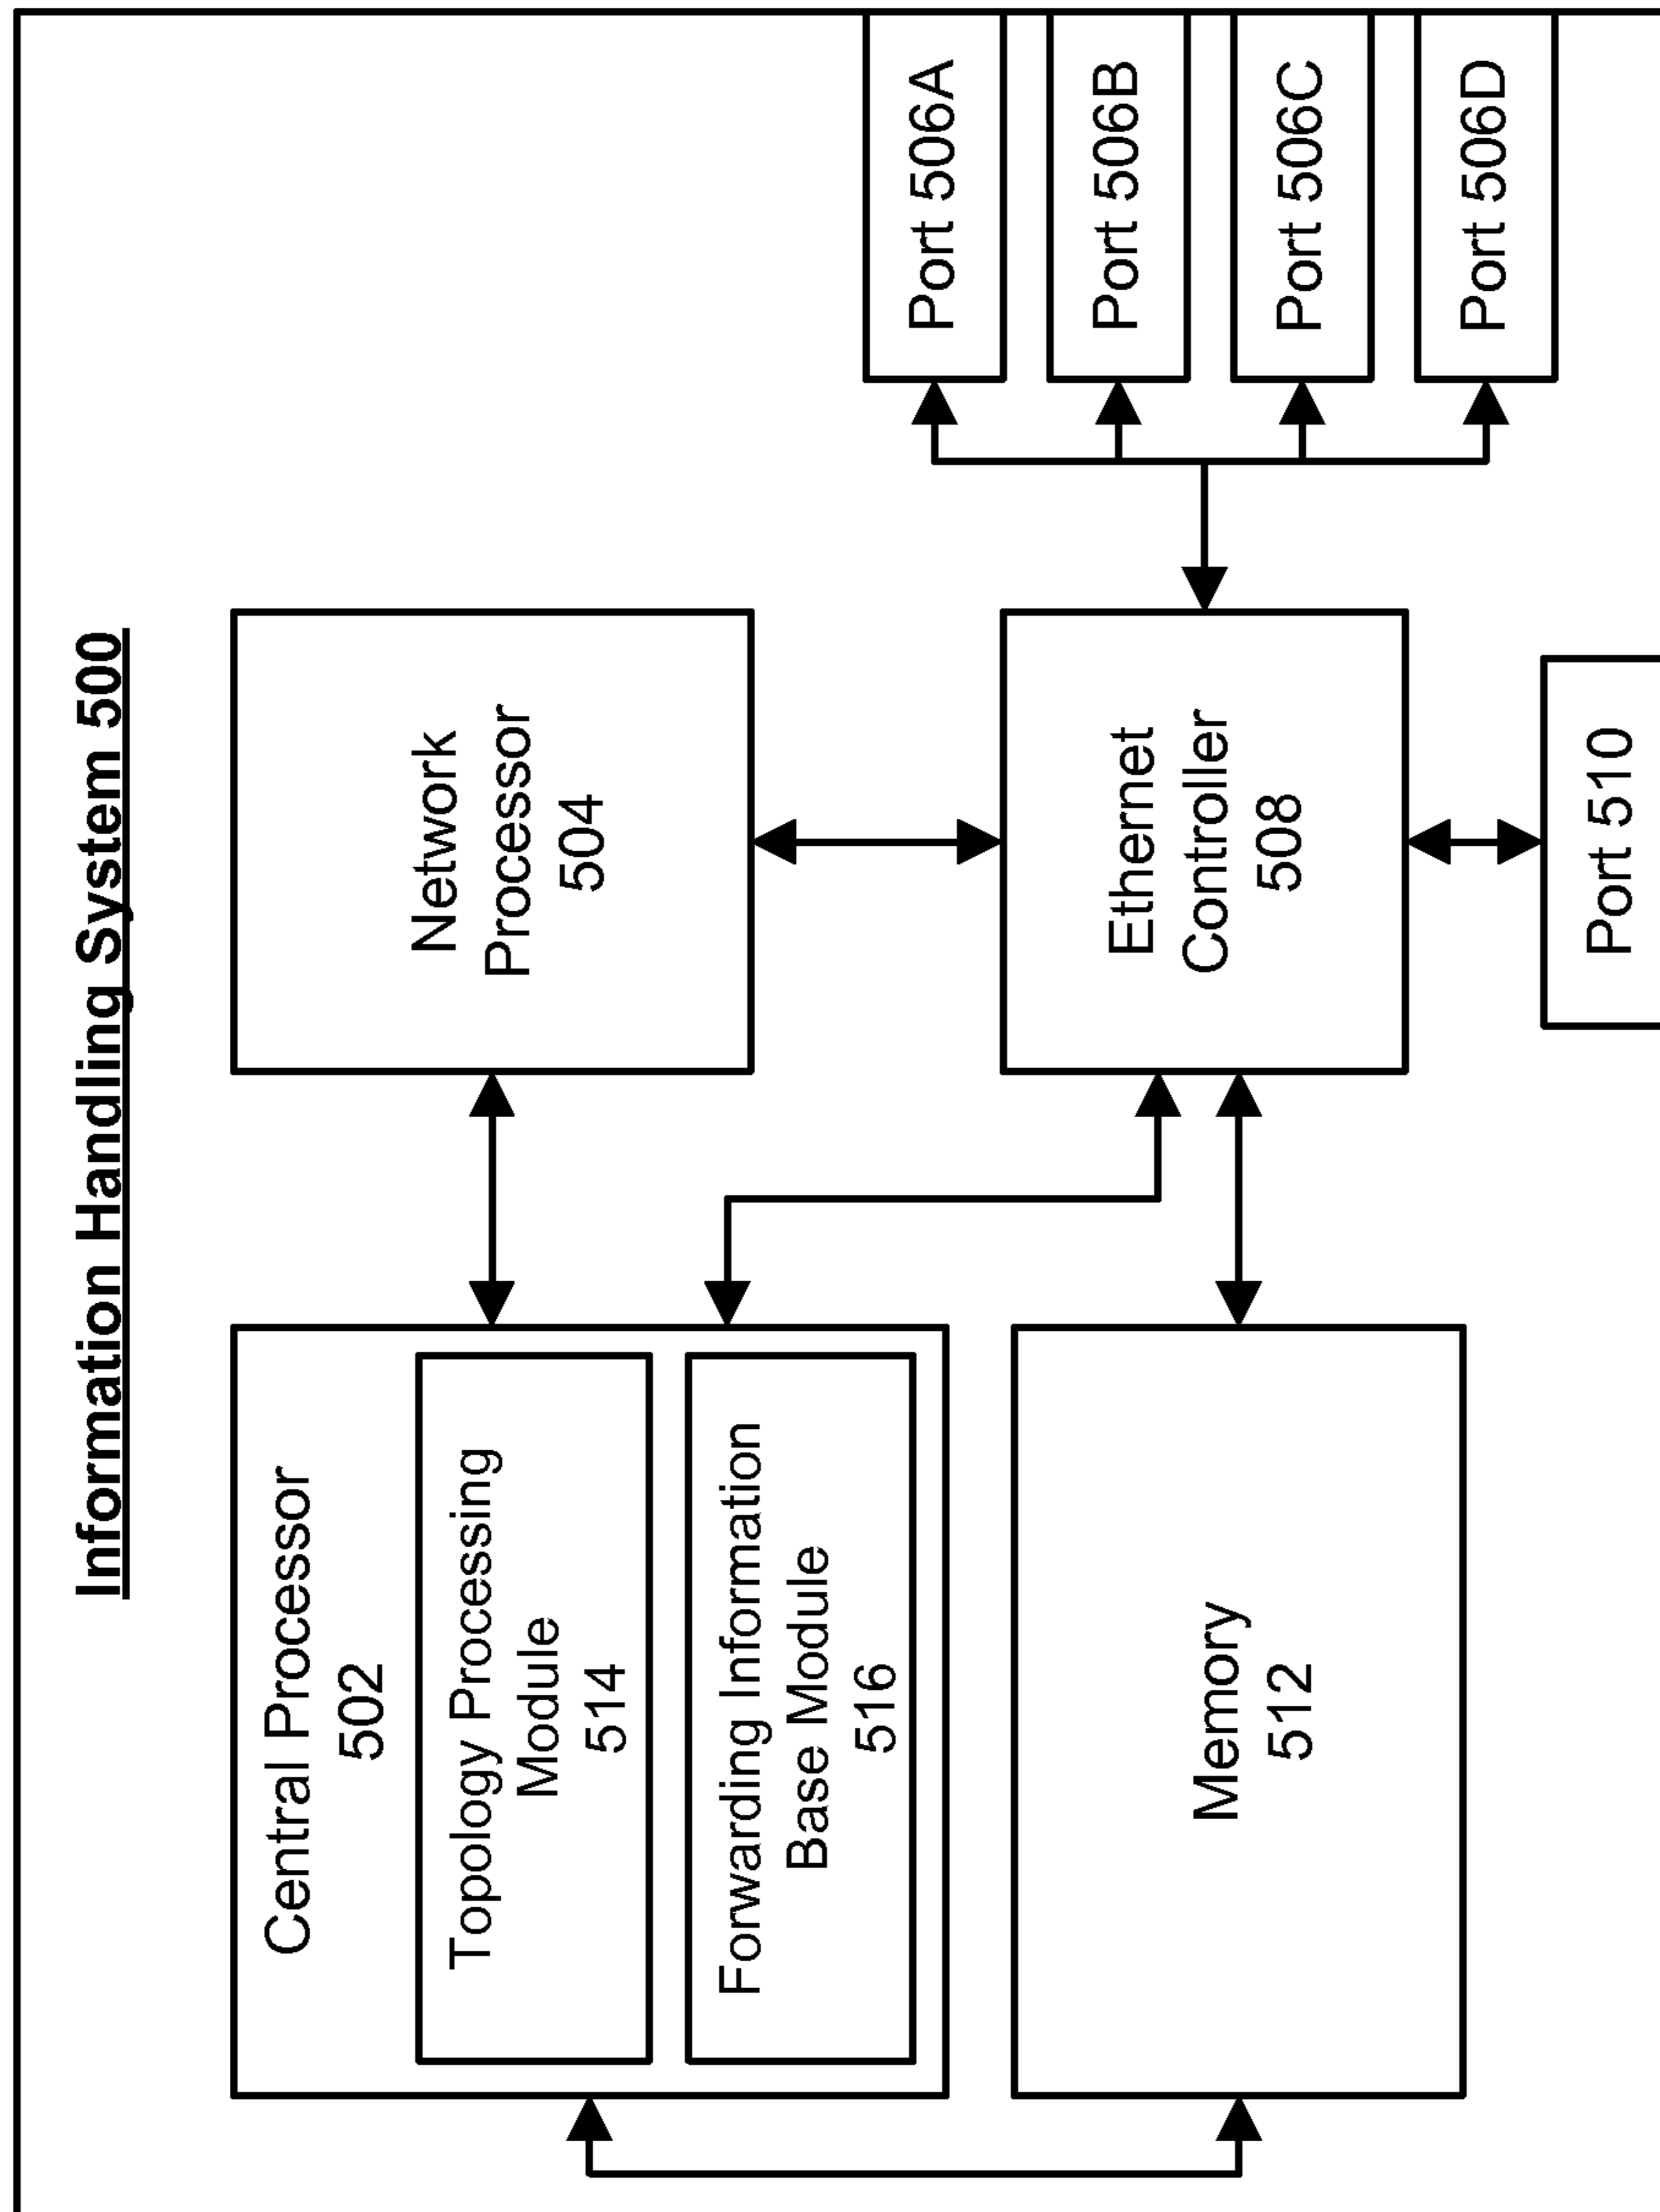 Information Handling System 500
Central Processor
502
Topology Processing
Module
514
Forwarding Information
Base Module
516
Network
Processor
504
Memory
512
Ethernet
Controller
508
Port 506A
Port 506B
Port 506C
Port 506D
Port 510